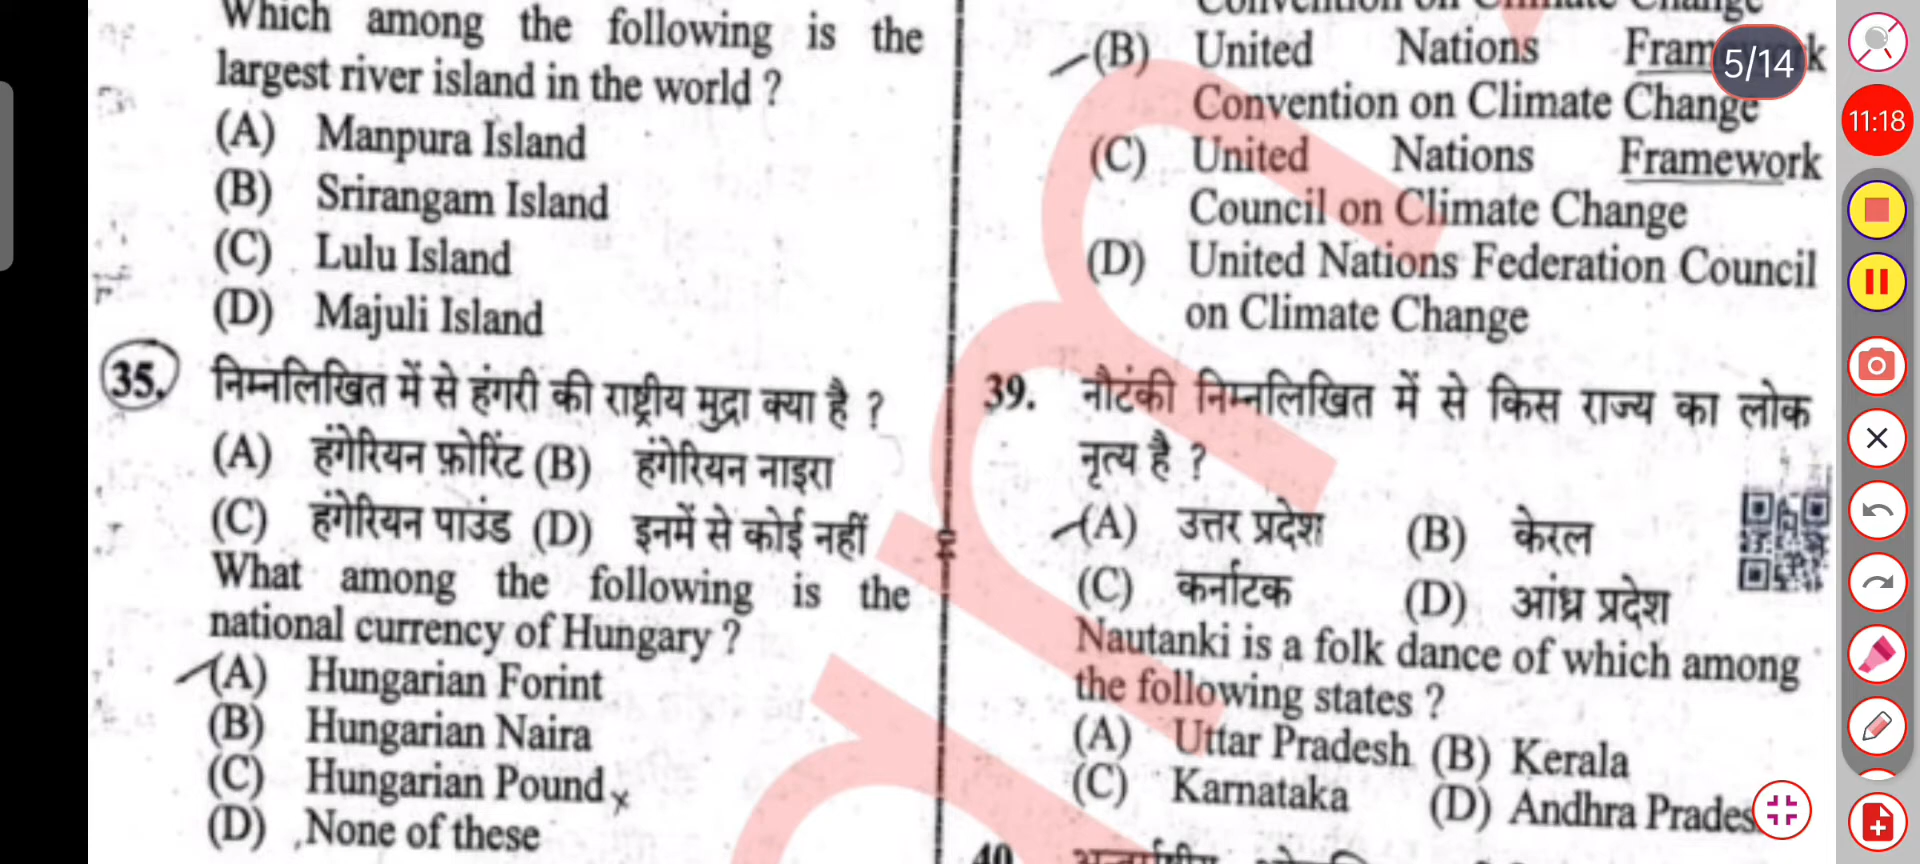 Which among the following is the
largest river island in the world ?
(A) Manpura Island
(B) Srirangam Island
(C) Lulu Island
(D) Majuli Island
35. निम्नलिखित में से हंगरी की राष्ट्रीय मुद्रा क्या है ?
(A) हंगेरियन फ़ोरिंट (B) हंगेरियन नाइरा
(C) हंगेरियन पाउंड (D) इनमें से कोई नहीं
What among the following is the
national currency of Hungary ?
(A) Hungarian Forint
(B) Hungarian Naira
(C) Hungarian Pound
(D) None of these
Convention on Climate Change
(B) United Nations
Convention on Climate Change
(C) United Nations Framework
Council on Climate Change
(D) United Nations Federation Council
on Climate Change
39. नौटंकी निम्नलिखित में से किस राज्य का लोक
नृत्य है ?
(A) उत्तर प्रदेश (B) केरल
(C) कर्नाटक (D) आंध्र प्रदेश
Nautanki is a folk dance of which among
the following states ?
(A) Uttar Pradesh (B) Kerala
(C) Karnataka (D) Andhra Prades
40
5/14
11:18